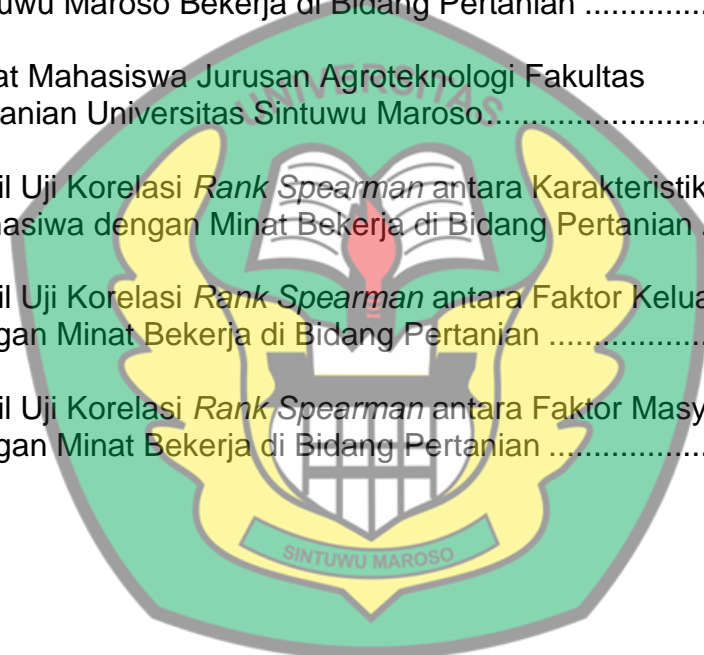 tuwu Maroso Bekerja di Bidang Pertanian ................
at Mahasiswa Jurusan Agroteknologi Fakultas
anian Universitas Sintuwu Maroso..........................
UNIVERSITAS
il Uji Korelasi Rank Spearman antara Karakteristik
hasiwa dengan Minat Bekerja di Bidang Pertanian .
il Uji Korelasi Rank Spearman antara Faktor Kelua
gan Minat Bekerja di Bidang Pertanian ...................
il Uji Korelasi Rank Spearman antara Faktor Masy
gan Minat Bekerja di Bidang Pertanian ...................
SINTUWU MAROSO